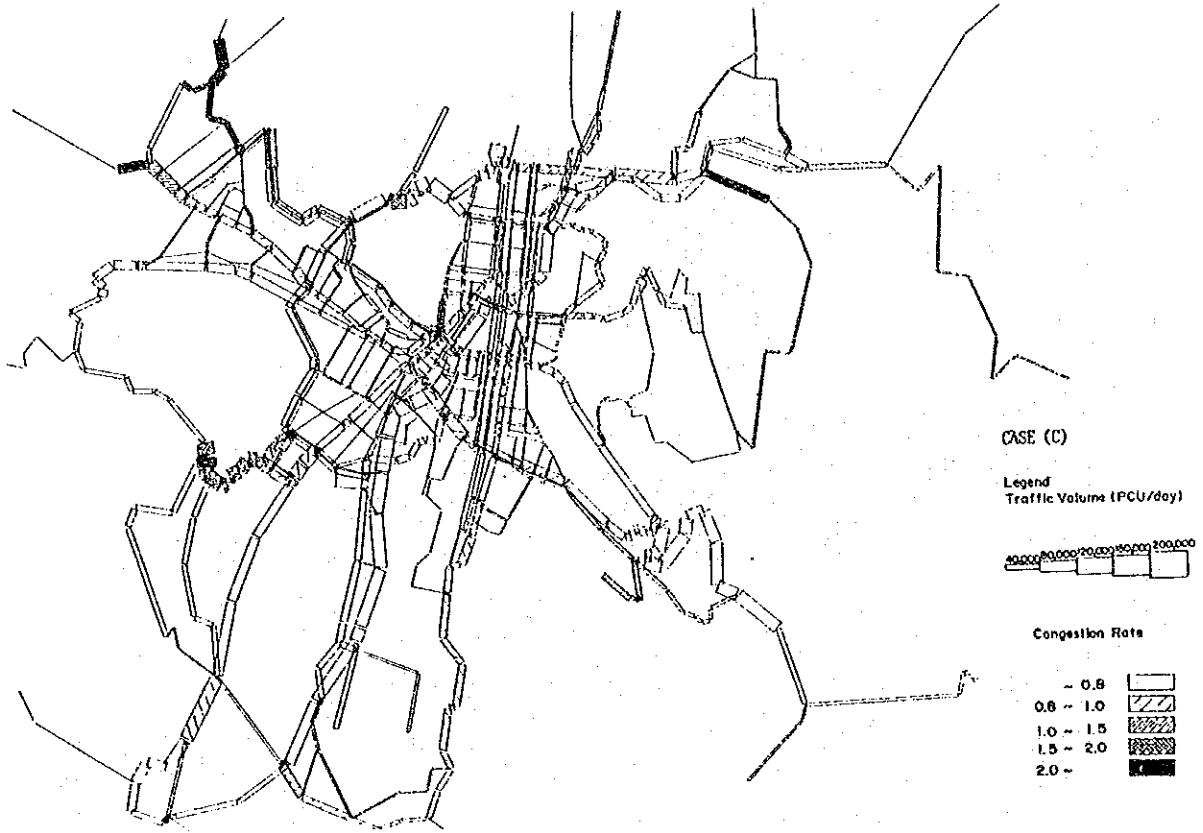 CASE (C)
Legend
Traffic Volume (PCU/day)
40,000 80,000 120,000 160,000 200,000
Congestion Rate
~ 0.8
0.8 ~ 1.0
1.0 ~ 1.5
1.5 ~ 2.0
2.0 ~